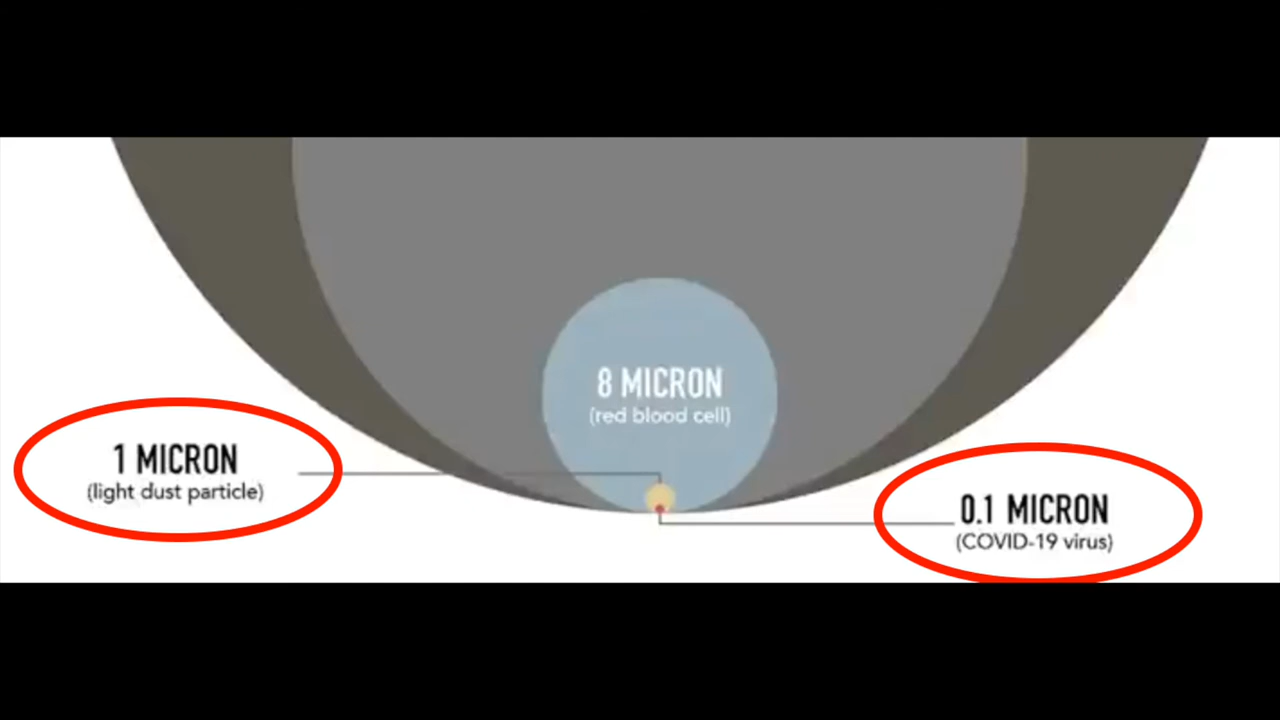 8 MICRON
(red blood cell)
1 MICRON
(light dust particle)
0.1 MICRON
(COVID-19 virus)